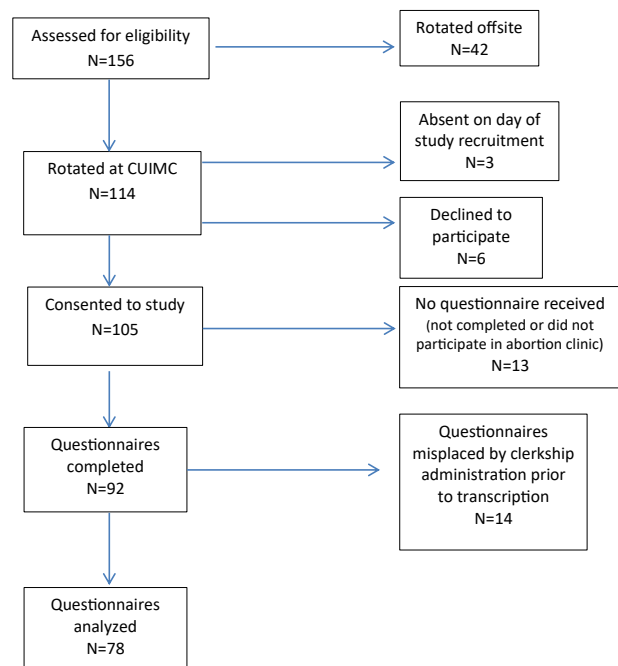 Assessed for eligibility
N=156
Rotated offsite
N=42
Absent on day of
study recruitment
N=3
Rotated at CUIMC
N=114
Declined to
participate
N=6
Consented to study
N=105
No questionnaire received
(not completed or did not
participate in abortion clinic)
N=13
Questionnaires
completed
N=92
Questionnaires
misplaced by clerkship
administration prior
to transcription
N=14
Questionnaires
analyzed
N=78